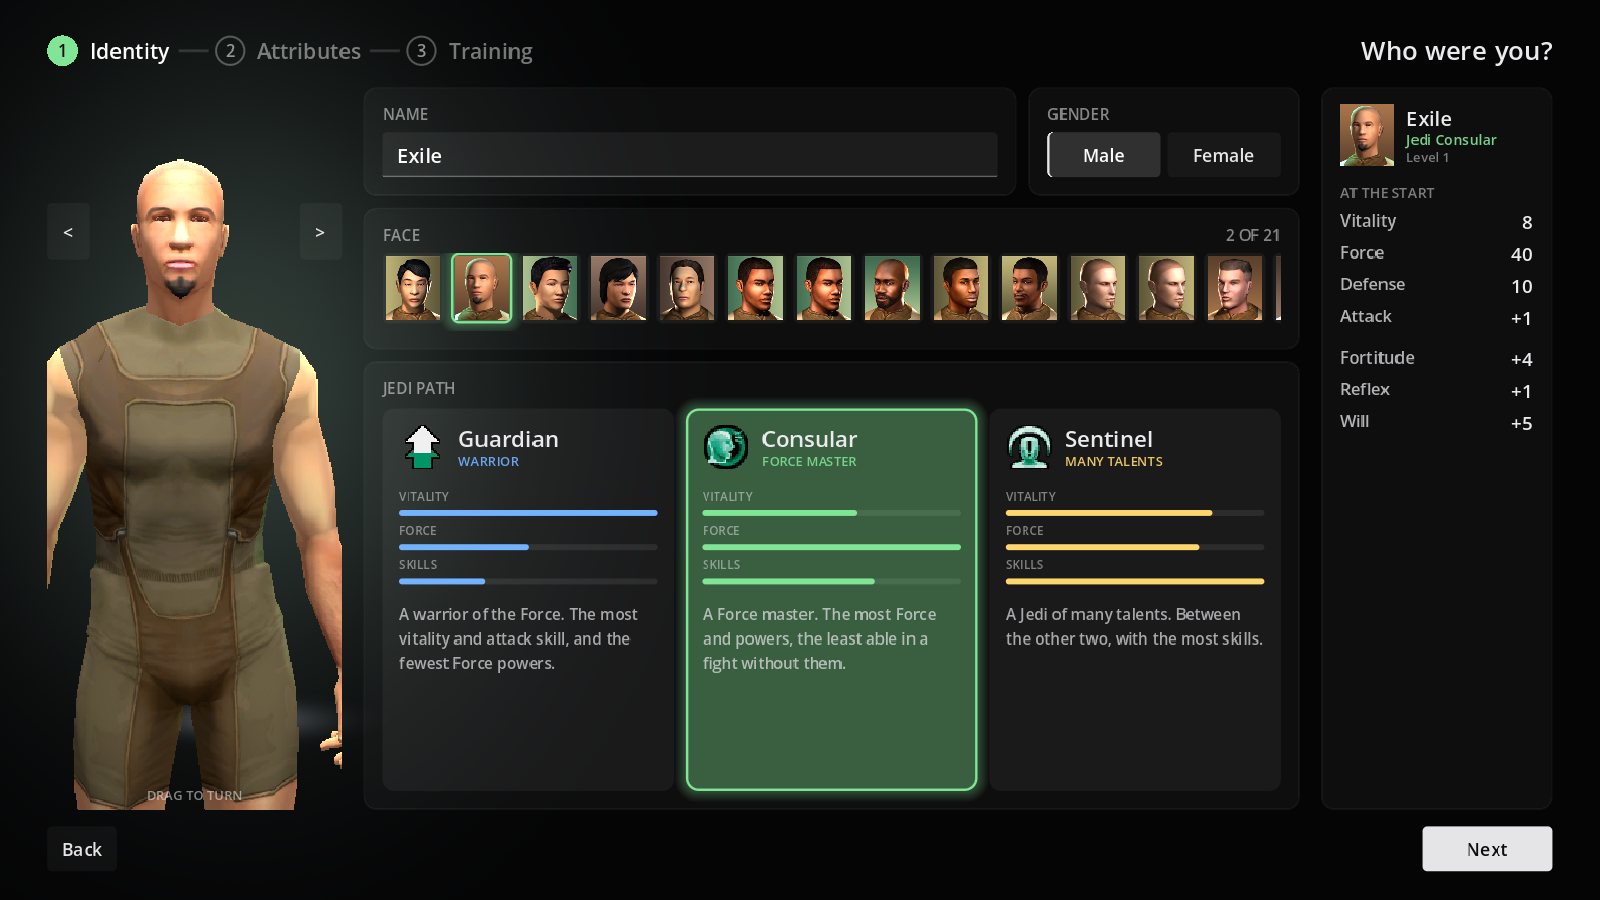 1 Identity 2 Attributes 3 Training
Who were you?
NAME
Exile
GENDER
Male Female
< >
FACE 2 OF 21
JEDI PATH
Guardian
WARRIOR
VITALITY
FORCE
SKILLS
A warrior of the Force. The most
vitality and attack skill, and the
fewest Force powers.
Consular
FORCE MASTER
VITALITY
FORCE
SKILLS
A Force master. The most Force
and powers, the least able in a
fight without them.
Sentinel
MANY TALENTS
VITALITY
FORCE
SKILLS
A Jedi of many talents. Between
the other two, with the most skills.
Exile
Jedi Consular
Level 1
AT THE START
Vitality 8
Force 40
Defense 10
Attack +1
Fortitude +4
Reflex +1
Will +5
DRAG TO TURN
Back
Next